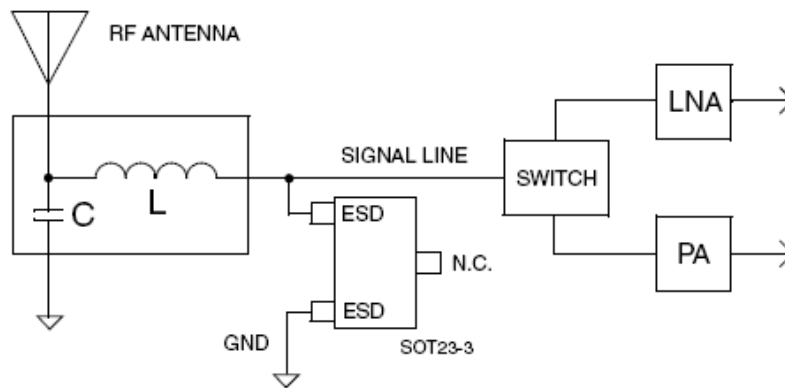 RF ANTENNA
C
L
SIGNAL LINE
ESD
ESD
N.C.
GND
SOT23-3
SWITCH
LNA
PA